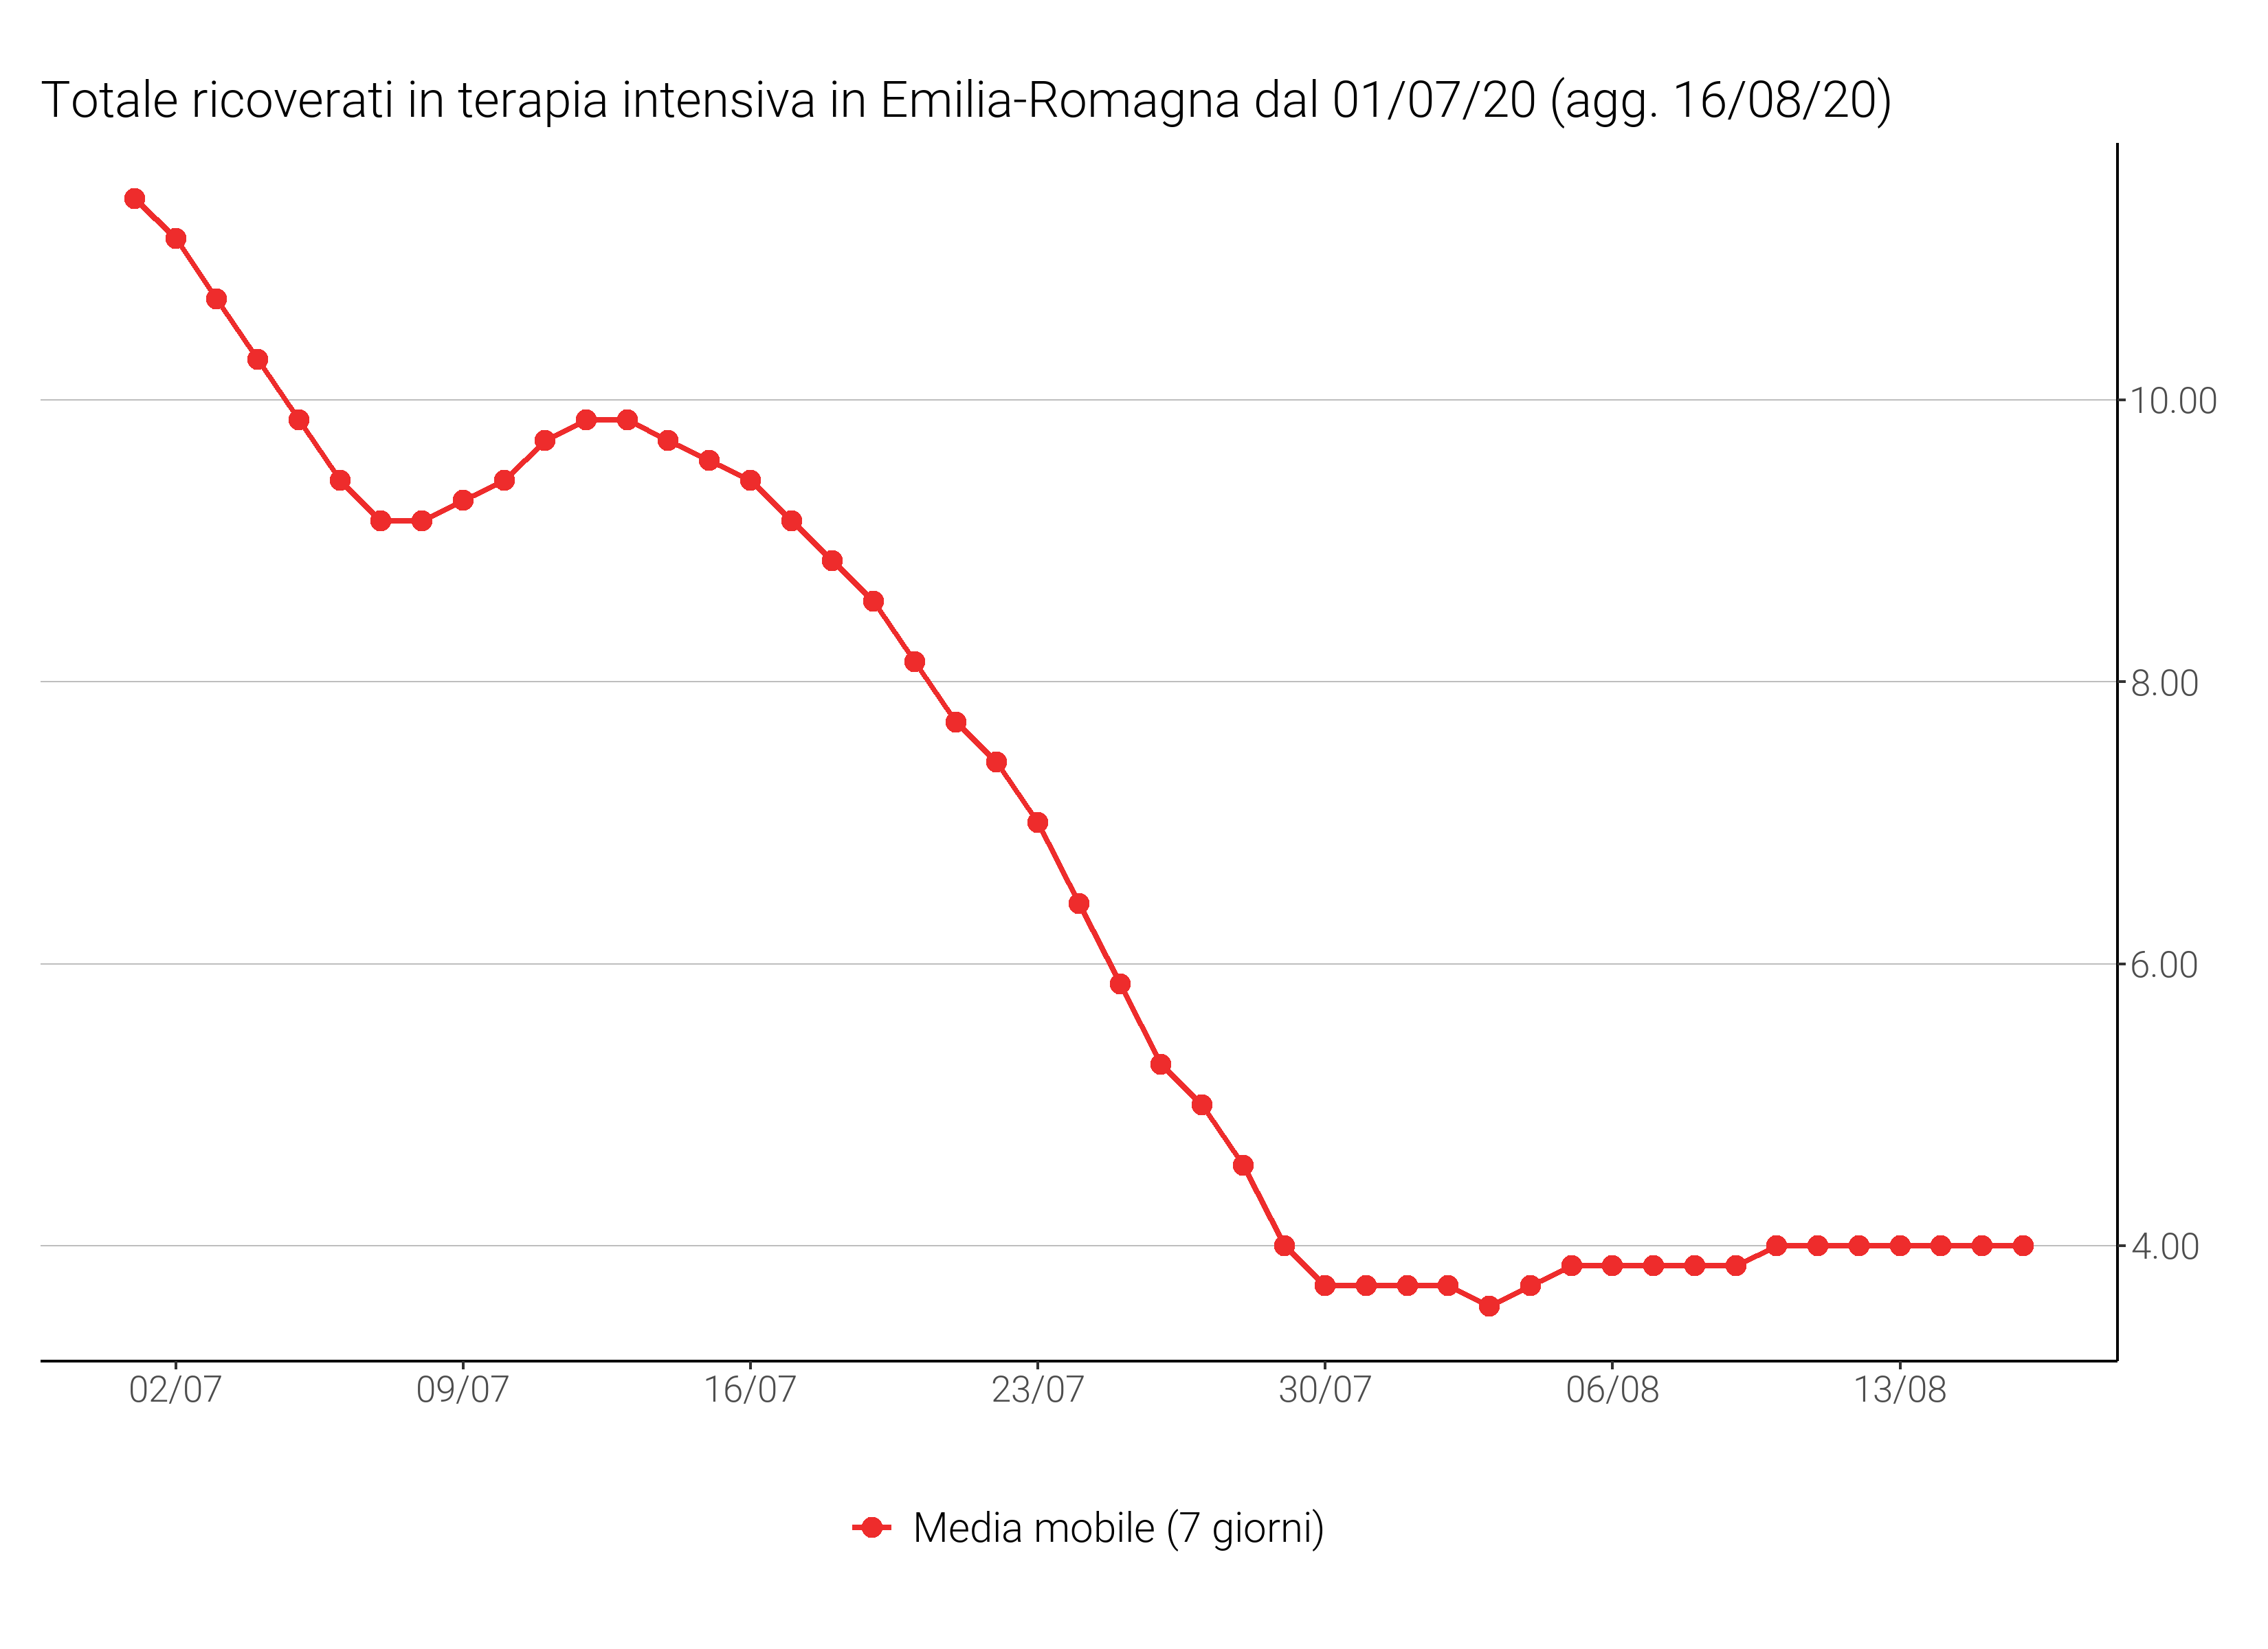 Totale ricoverati in terapia intensiva in Emilia-Romagna dal 01/07/20 (agg. 16/08/20)
10.00
8.00
6.00
4.00
02/07 09/07 16/07 23/07 30/07 06/08 13/08
Media mobile (7 giorni)